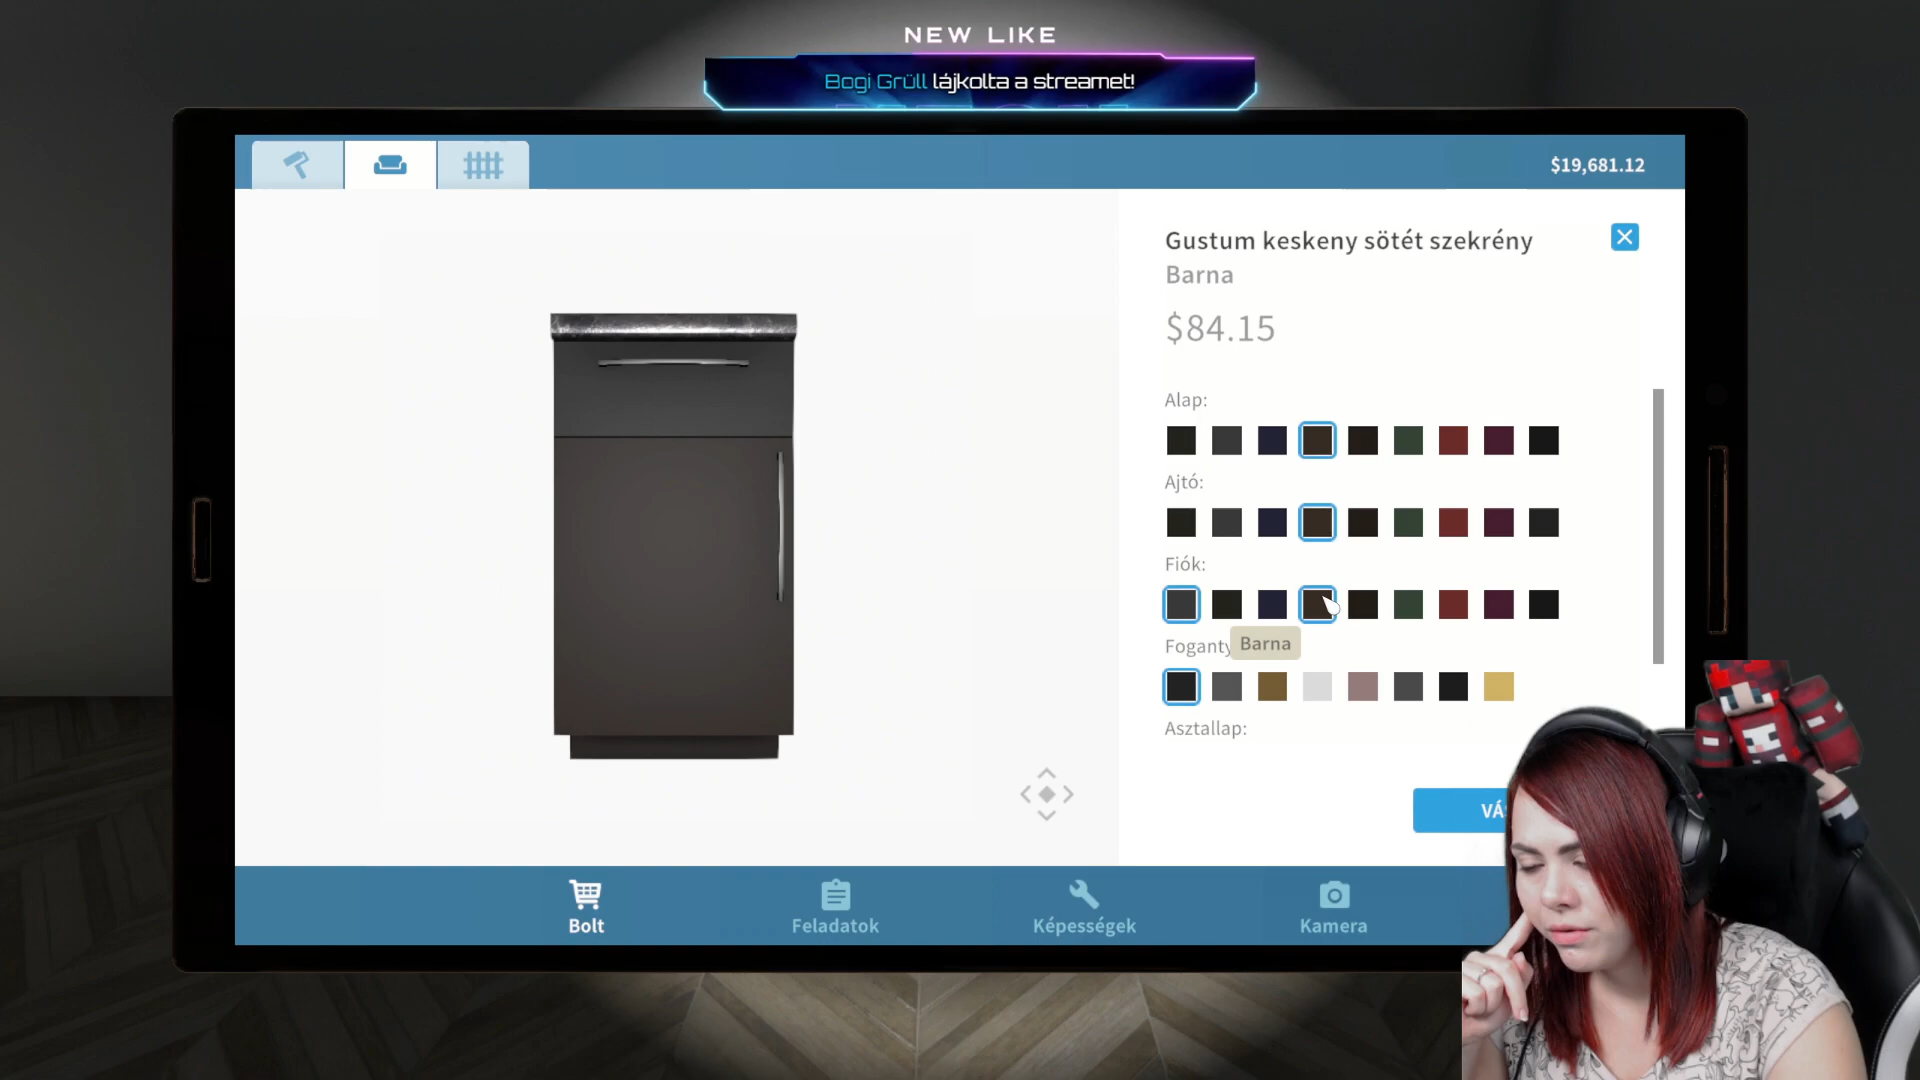 NEW LIKE
Bogi Grüll lájkolta a streamet!
$19,681.12
Gustum keskeny sötét szekrény
Barna
$84.15
Alap:
Ajtó:
Fiók:
Foganty
Barna
Asztallap:
VÁ
Bolt
Feladatok
Képességek
Kamera